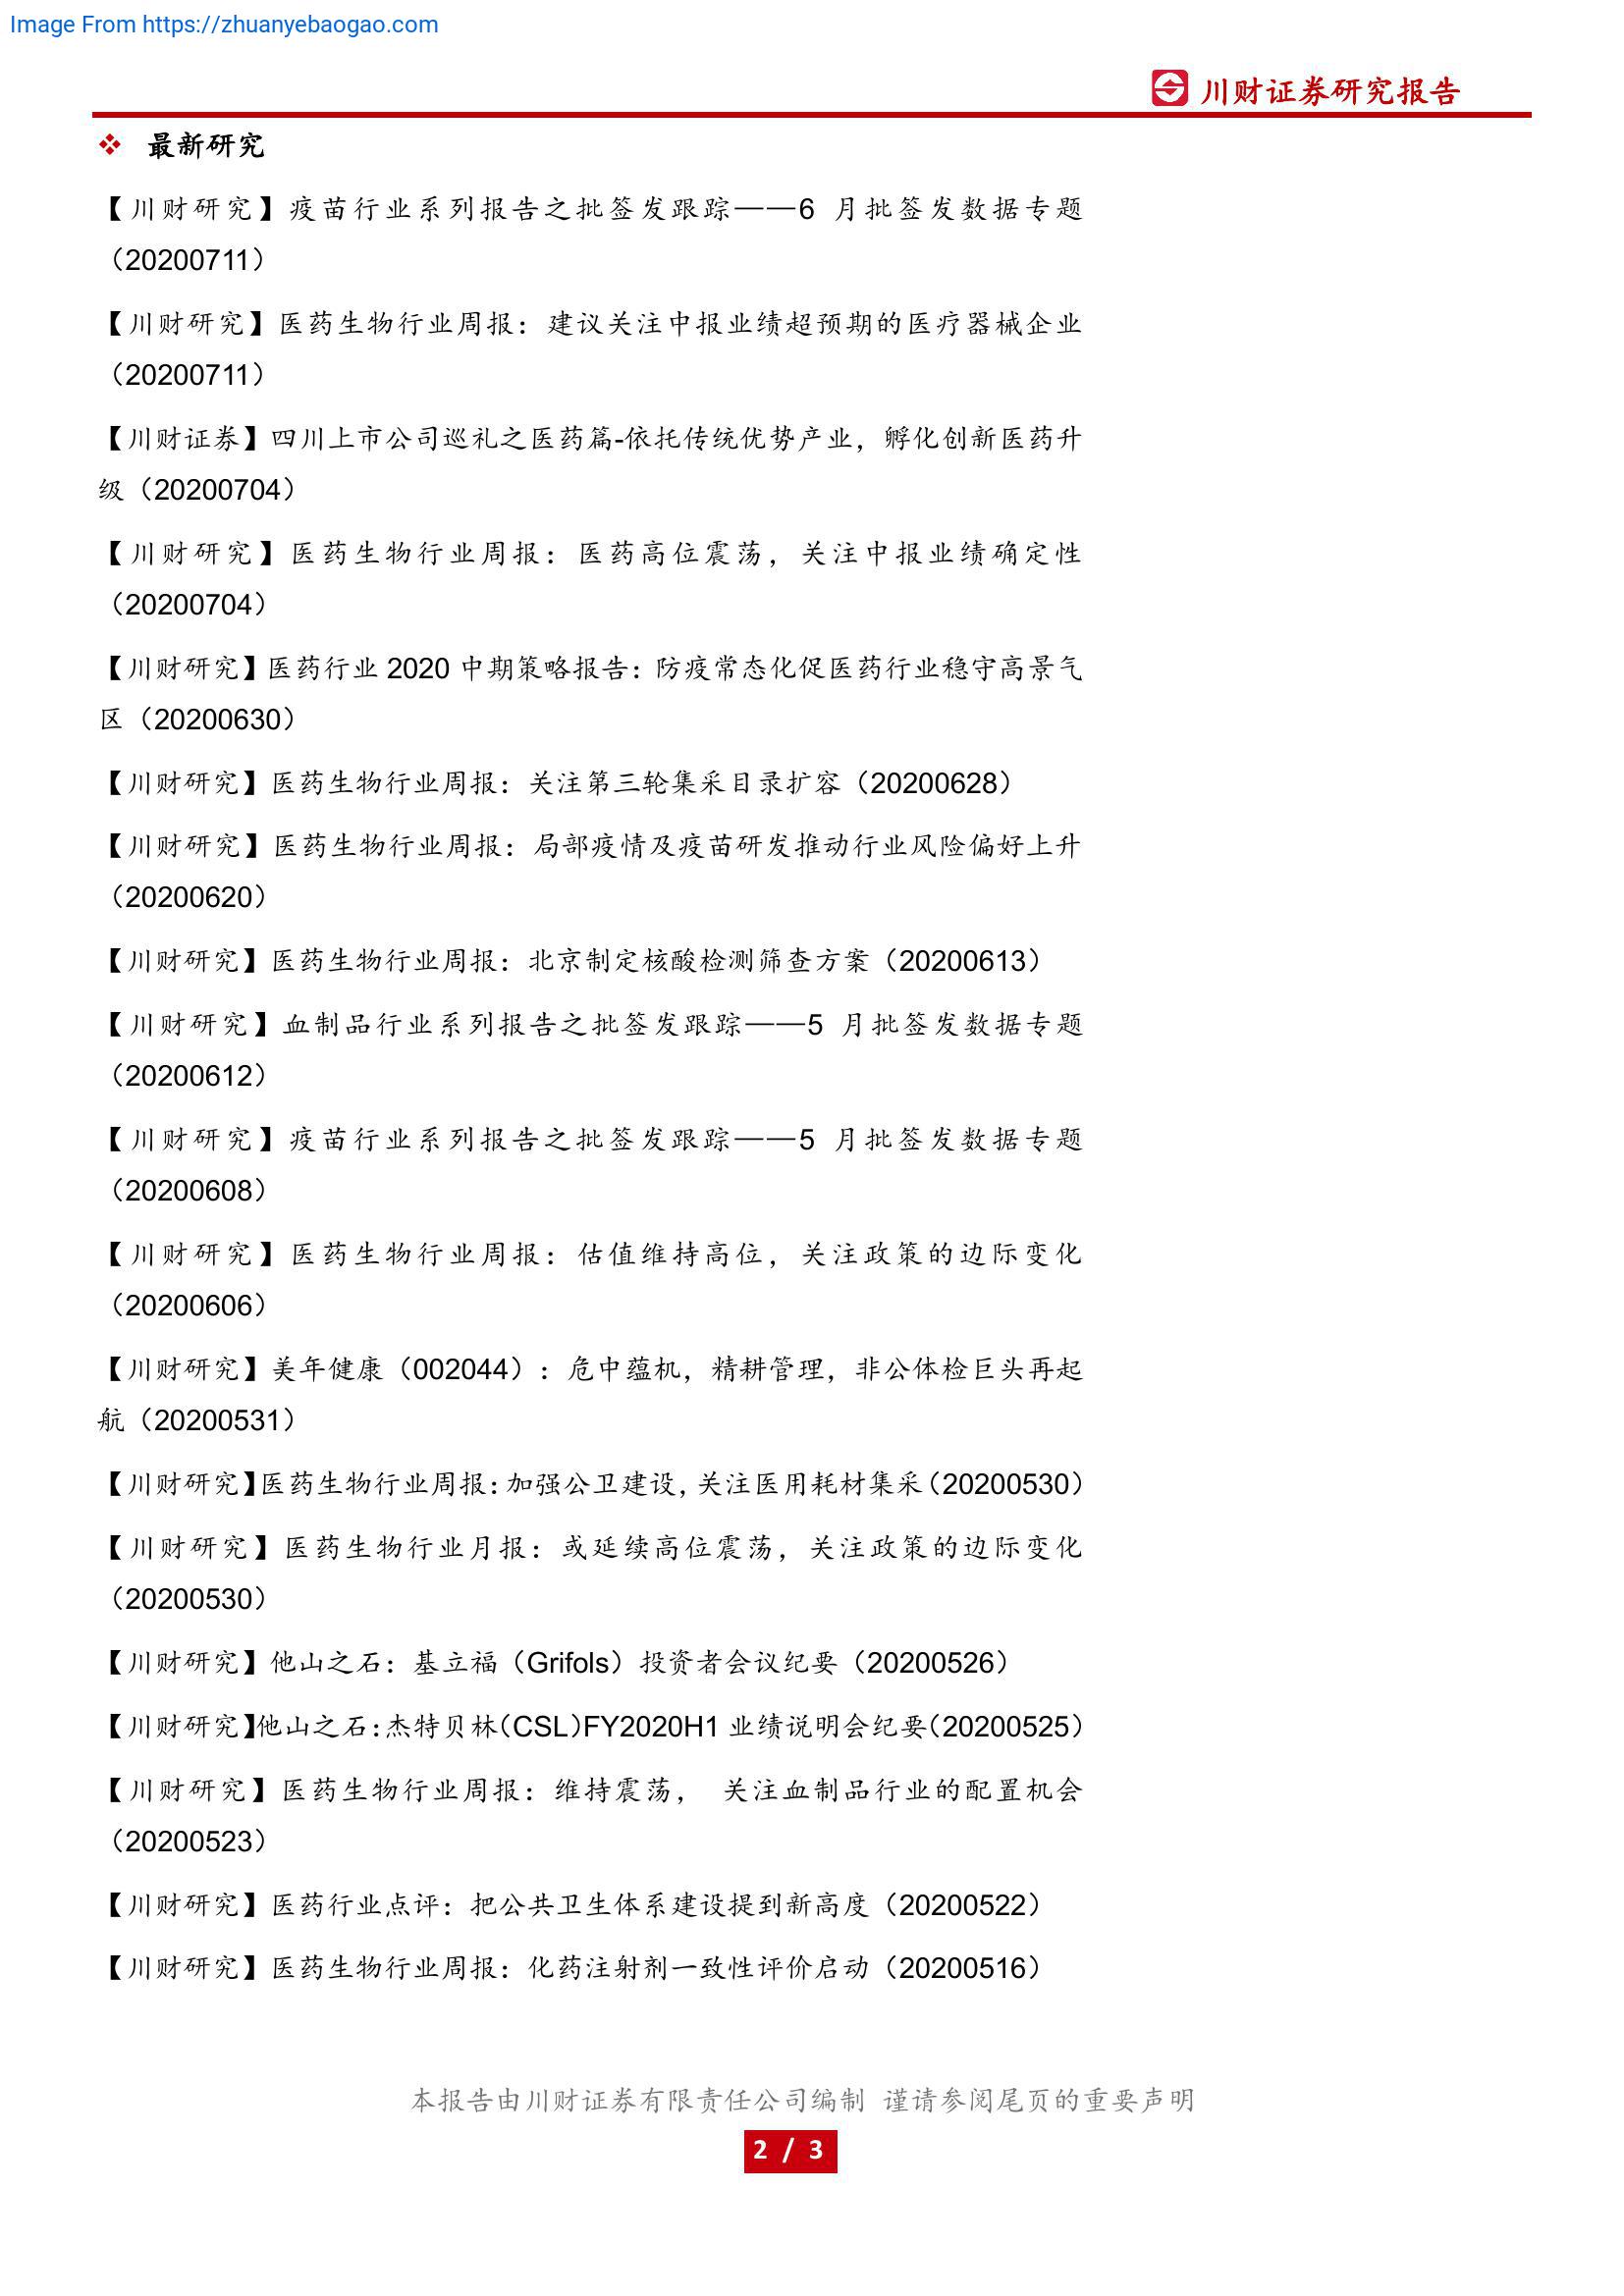 Image From https://zhuanyebaogao.com
川财证券研究报告
❖ 最新研究
【川财研究】疫苗行业系列报告之批签发跟踪——6 月批签发数据专题
（20200711）
【川财研究】医药生物行业周报：建议关注中报业绩超预期的医疗器械企业
（20200711）
【川财证券】四川上市公司巡礼之医药篇-依托传统优势产业，孵化创新医药升
级（20200704）
【川财研究】医药生物行业周报：医药高位震荡，关注中报业绩确定性
（20200704）
【川财研究】医药行业 2020 中期策略报告：防疫常态化促医药行业稳守高景气
区（20200630）
【川财研究】医药生物行业周报：关注第三轮集采目录扩容（20200628）
【川财研究】医药生物行业周报：局部疫情及疫苗研发推动行业风险偏好上升
（20200620）
【川财研究】医药生物行业周报：北京制定核酸检测筛查方案（20200613）
【川财研究】血制品行业系列报告之批签发跟踪——5 月批签发数据专题
（20200612）
【川财研究】疫苗行业系列报告之批签发跟踪——5 月批签发数据专题
（20200608）
【川财研究】医药生物行业周报：估值维持高位，关注政策的边际变化
（20200606）
【川财研究】美年健康（002044）：危中蕴机，精耕管理，非公体检巨头再起
航（20200531）
【川财研究】医药生物行业周报：加强公卫建设，关注医用耗材集采（20200530）
【川财研究】医药生物行业月报：或延续高位震荡，关注政策的边际变化
（20200530）
【川财研究】他山之石：基立福（Grifols）投资者会议纪要（20200526）
【川财研究】他山之石：杰特贝林（CSL）FY2020H1 业绩说明会纪要（20200525）
【川财研究】医药生物行业周报：维持震荡， 关注血制品行业的配置机会
（20200523）
【川财研究】医药行业点评：把公共卫生体系建设提到新高度（20200522）
【川财研究】医药生物行业周报：化药注射剂一致性评价启动（20200516）
本报告由川财证券有限责任公司编制 谨请参阅尾页的重要声明
2 / 3